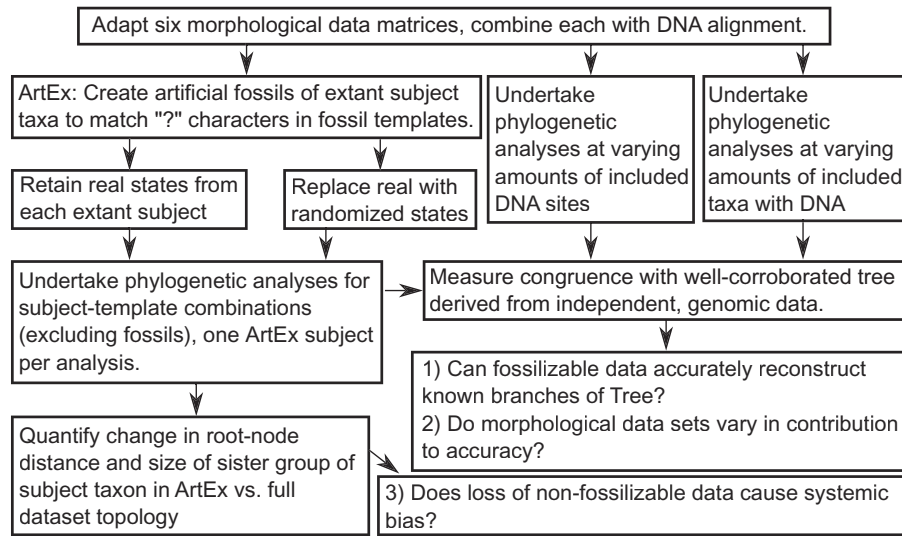 Adapt six morphological data matrices, combine each with DNA alignment.
ArtEx: Create artificial fossils of extant subject
taxa to match "?" characters in fossil templates.
Undertake
phylogenetic
analyses at varying
amounts of included
DNA sites
Undertake
phylogenetic
analyses at varying
amounts of included
taxa with DNA
Retain real states from
each extant subject
Replace real with
randomized states
Undertake phylogenetic analyses for
subject-template combinations
(excluding fossils), one ArtEx subject
per analysis.
Measure congruence with well-corroborated tree
derived from independent, genomic data.
1) Can fossilizable data accurately reconstruct
known branches of Tree?
2) Do morphological data sets vary in contribution
to accuracy?
Quantify change in root-node
distance and size of sister group of
subject taxon in ArtEx vs. full
dataset topology
3) Does loss of non-fossilizable data cause systemic
bias?